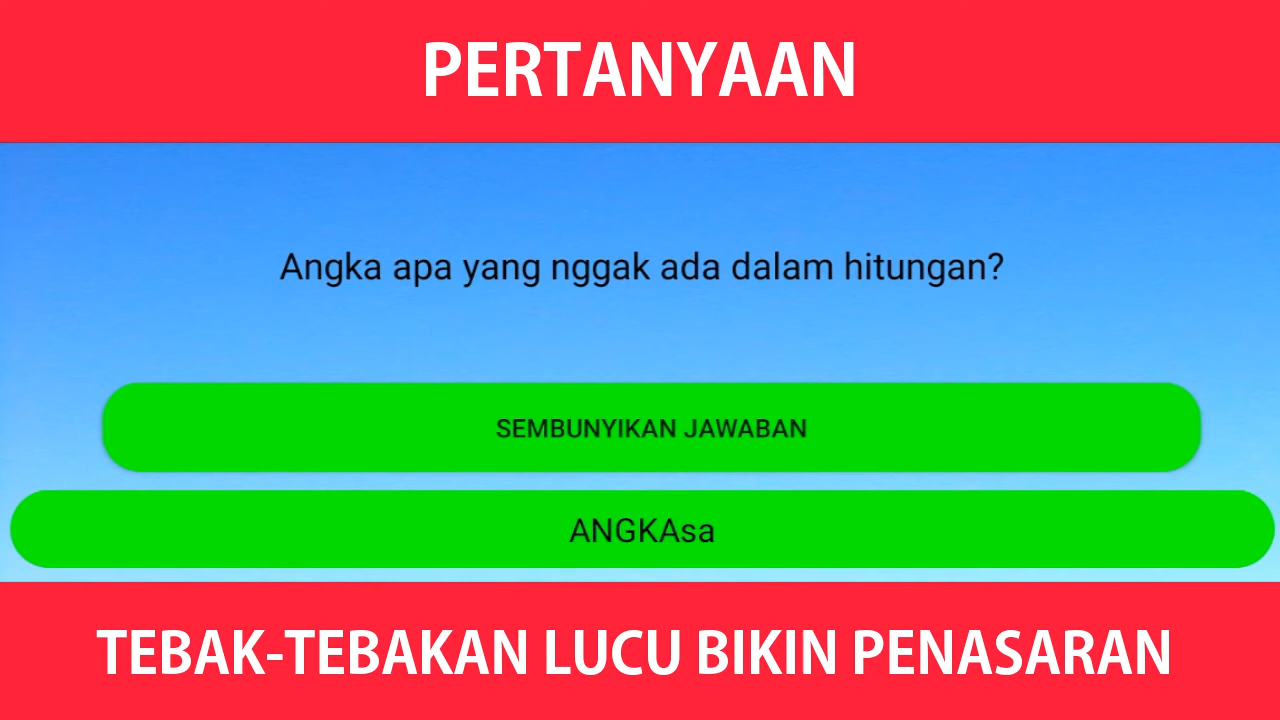 PERTANYAAN
Angka apa yang nggak ada dalam hitungan?
SEMBUNYIKAN JAWABAN
ANGKAsa
TEBAK-TEBAKAN LUCU BIKIN PENASARAN